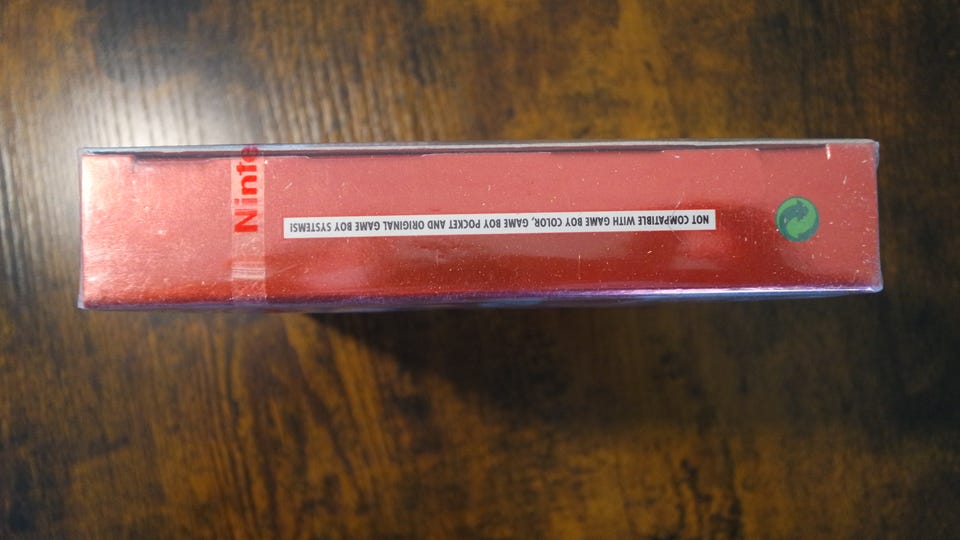 Ninte
NOT COMPATIBLE WITH GAME BOY COLOR, GAME BOY POCKET AND ORIGINAL GAME BOY SYSTEMS!